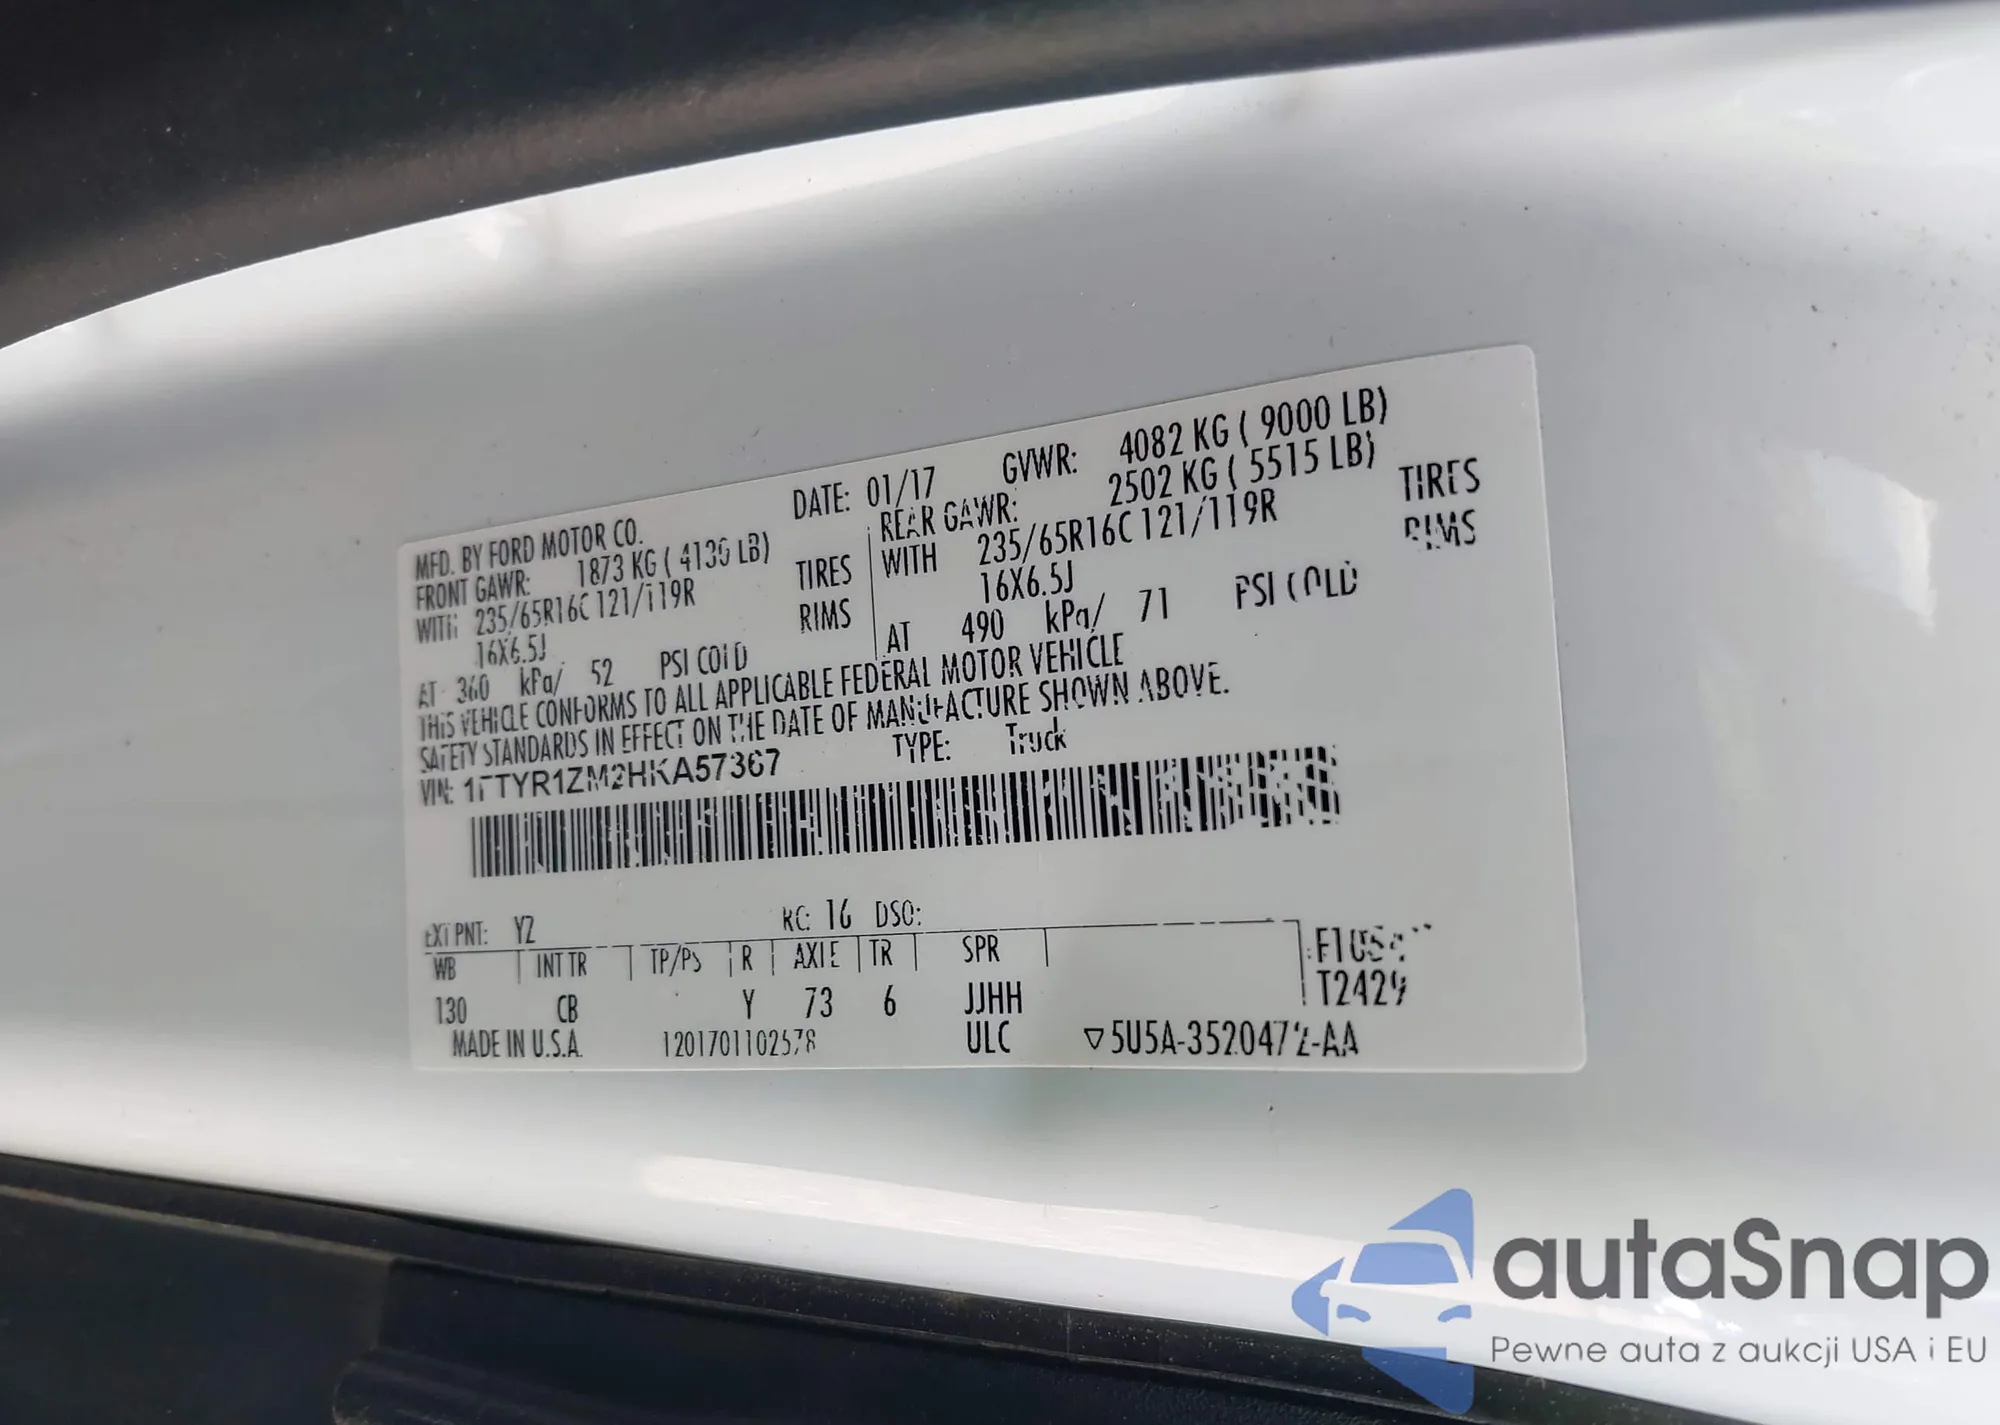 MFD. BY FORD MOTOR CO.
DATE: 01/17
GVWR: 4082 KG ( 9000 LB)
FRONT GAWR: 1873 KG ( 4130 LB)
REAR GAWR: 2502 KG ( 5515 LB)
WITH 235/65R16C 121/119R TIRES
WITH 235/65R16C 121/119R TIRES
16X6.5J RIMS
16X6.5J RIMS
AT 360 kPa/ 52 PSI COLD
AT 490 kPa/ 71 PSI COLD
THIS VEHICLE CONFORMS TO ALL APPLICABLE FEDERAL MOTOR VEHICLE
SAFETY STANDARDS IN EFFECT ON THE DATE OF MANUFACTURE SHOWN ABOVE.
VIN: 1FTYR1ZM2HKA57367
TYPE: Truck
EXT PNT: YZ RC: 16 DSO:
WB INT TR TP/PS R AXLE TR SPR
130 CB Y 73 6 JJHH
T2429
MADE IN U.S.A. ULC ▽5U5A-3520472-AA
autaSnap
Pewne auta z aukcji USA i EU